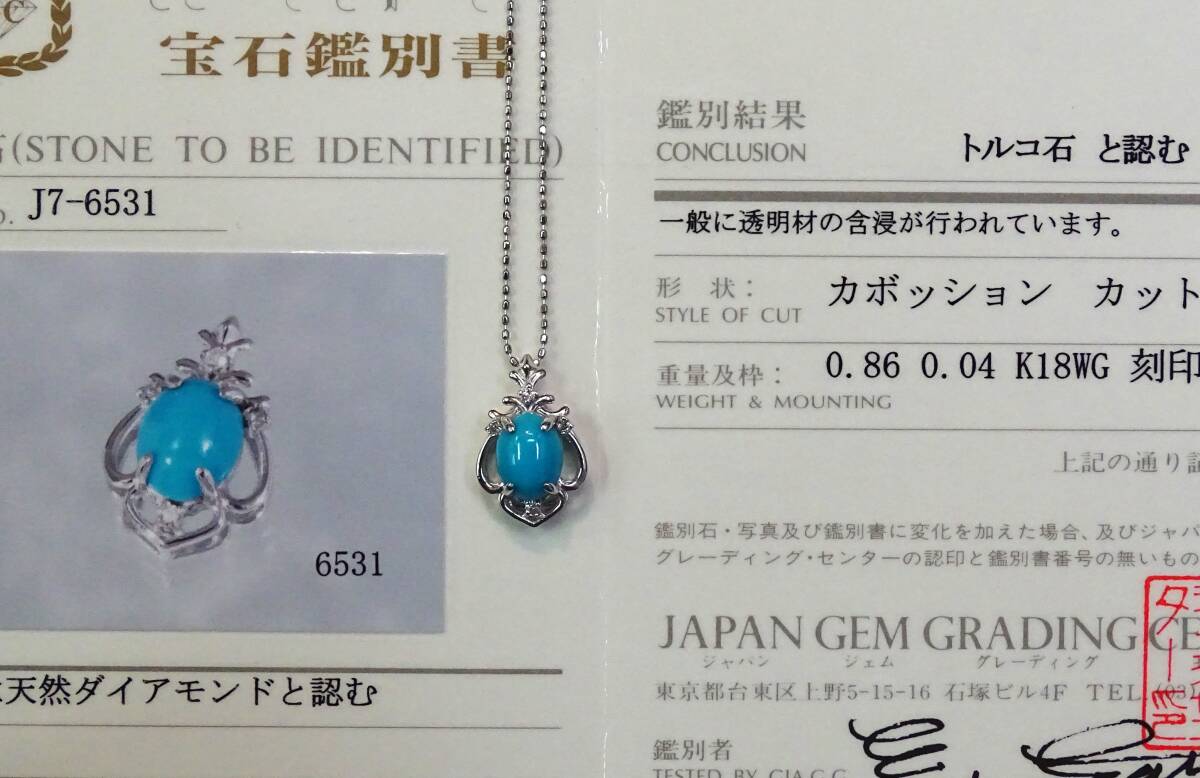 宝石鑑別書
(STONE TO BE IDENTIFIED)
J7-6531
6531
天然ダイアモンドと認む
鑑別結果
CONCLUSION
トルコ石 と認む
一般に透明材の含浸が行われています。
形 状:
STYLE OF CUT
カボッション カット
重量及枠:
WEIGHT & MOUNTING
0.86 0.04 K18WG 刻印
上記の通り
鑑別石・写真及び鑑別書に変化を加えた場合、及びジャパ
グレーディング・センターの認印と鑑別書番号の無いもの
JAPAN GEM GRADING CE
ジャパン ジェム グレーディング
東京都台東区上野5-15-16 石塚ビル4F TEL.(03)
鑑別者
TESTED BY GIA.G.G.